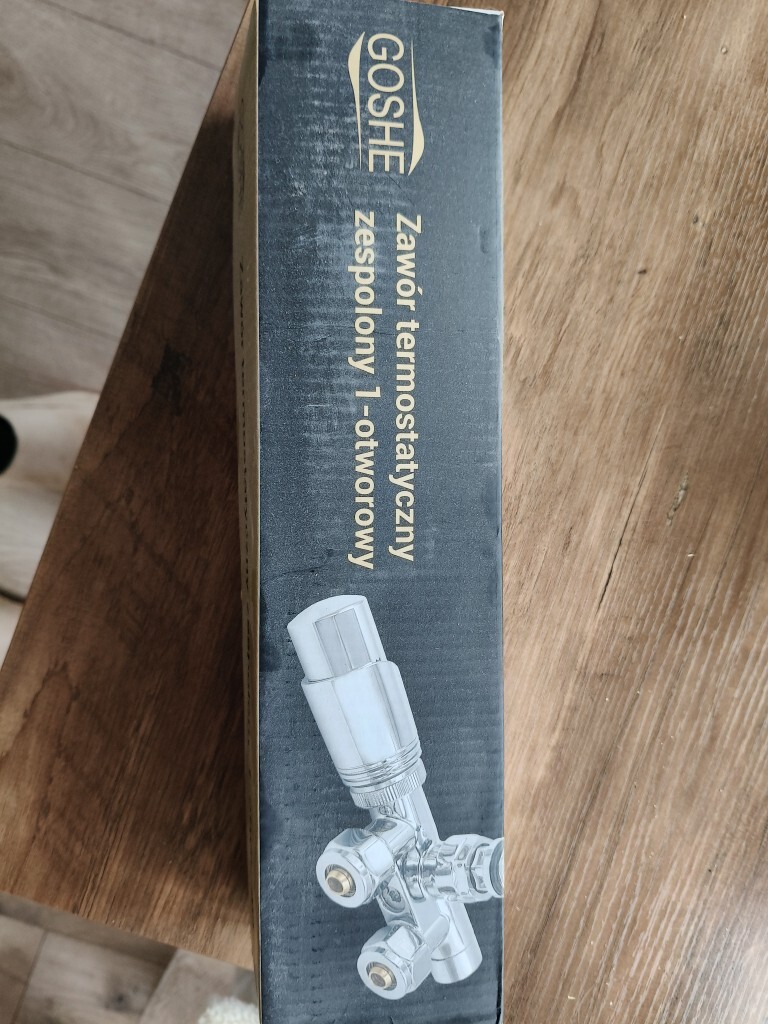 GOSHE
Zawór termostatyczny
zespolony 1-otworowy